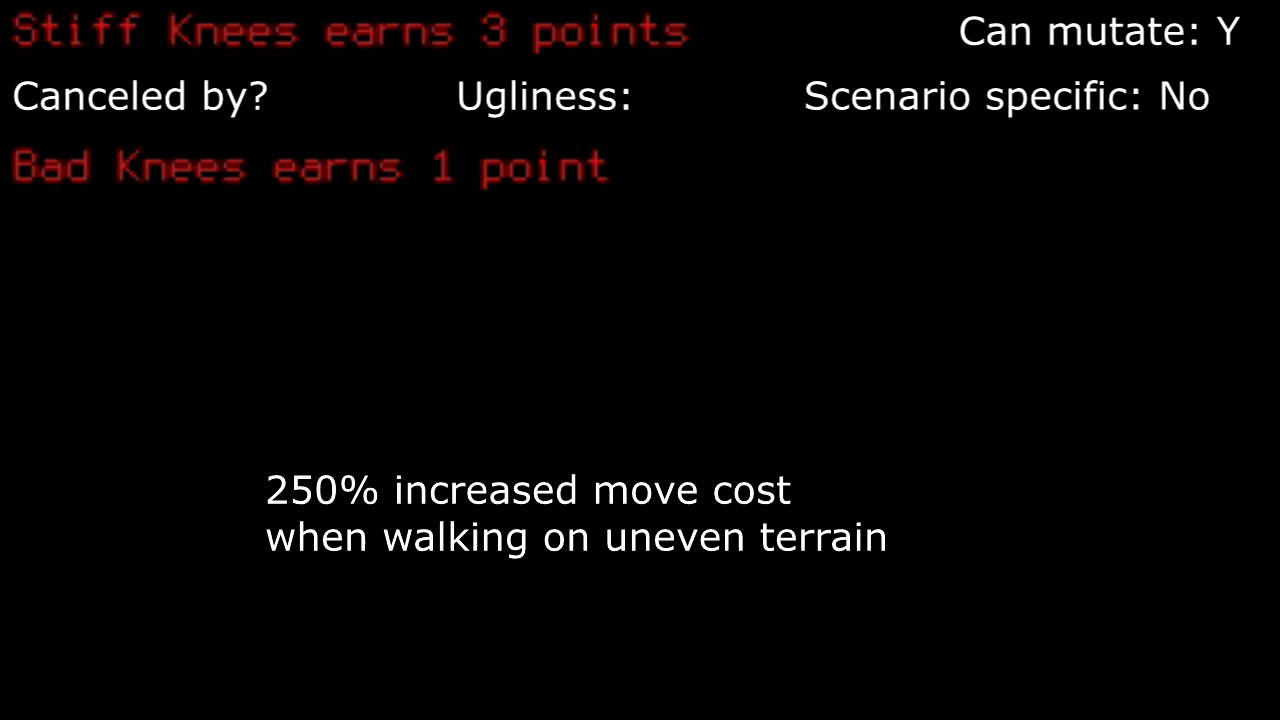 Stiff Knees earns 3 points
Can mutate: Y
Canceled by?
Ugliness:
Scenario specific: No
Bad Knees earns 1 point
250% increased move cost
when walking on uneven terrain